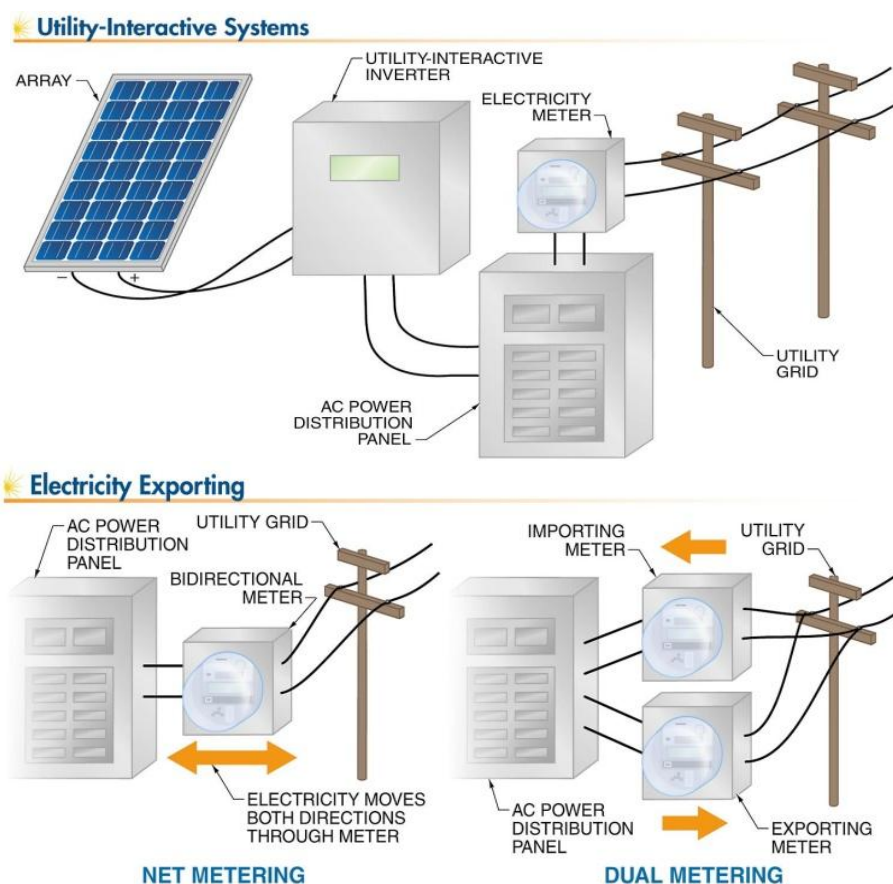 Utility-Interactive Systems
ARRAY
UTILITY-INTERACTIVE
INVERTER
ELECTRICITY
METER
− +
UTILITY
GRID
AC POWER
DISTRIBUTION
PANEL
Electricity Exporting
AC POWER
DISTRIBUTION
PANEL
UTILITY GRID
BIDIRECTIONAL
METER
ELECTRICITY MOVES
BOTH DIRECTIONS
THROUGH METER
NET METERING
IMPORTING
METER
UTILITY
GRID
AC POWER
DISTRIBUTION
PANEL
EXPORTING
METER
DUAL METERING